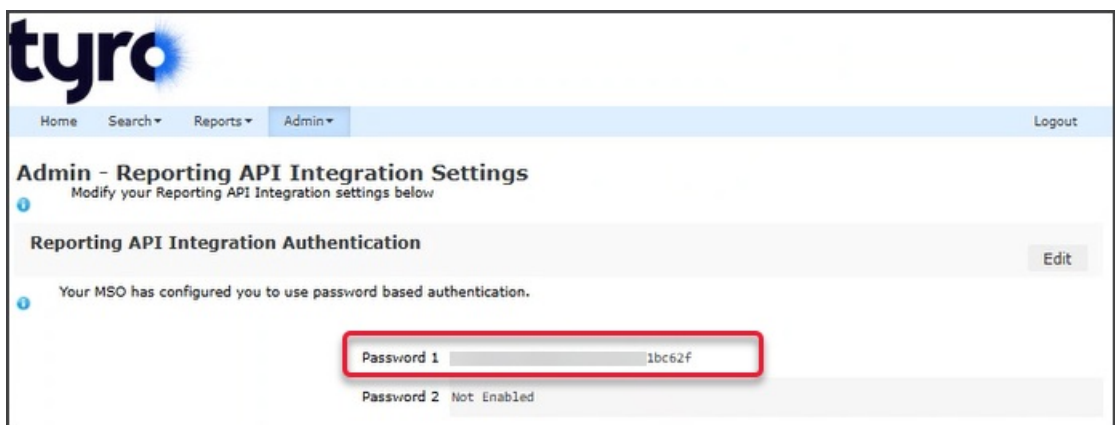 tyro
Home Search Reports Admin Logout
Admin - Reporting API Integration Settings
Modify your Reporting API Integration settings below
Reporting API Integration Authentication
Edit
Your MSO has configured you to use password based authentication.
Password 1 1bc62f
Password 2 Not Enabled